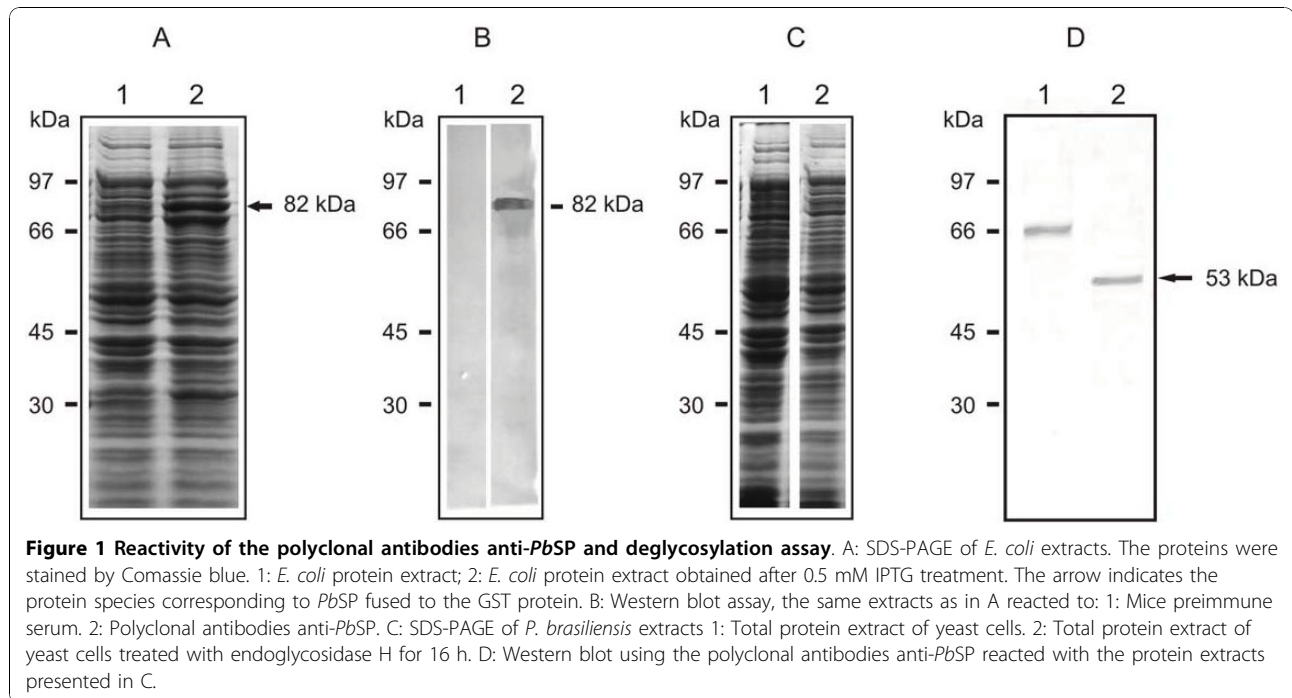 A
B
C
D
1 2
1 2
1 2
1 2
kDa
97
66
45
30
82 kDa
kDa
97
66
45
30
82 kDa
kDa
97
66
45
30
kDa
97
66
45
30
53 kDa
Figure 1 Reactivity of the polyclonal antibodies anti-PbSP and deglycosylation assay. A: SDS-PAGE of E. coli extracts. The proteins were
stained by Comassie blue. 1: E. coli protein extract; 2: E. coli protein extract obtained after 0.5 mM IPTG treatment. The arrow indicates the
protein species corresponding to PbSP fused to the GST protein. B: Western blot assay, the same extracts as in A reacted to: 1: Mice preimmune
serum. 2: Polyclonal antibodies anti-PbSP. C: SDS-PAGE of P. brasiliensis extracts 1: Total protein extract of yeast cells. 2: Total protein extract of
yeast cells treated with endoglycosidase H for 16 h. D: Western blot using the polyclonal antibodies anti-PbSP reacted with the protein extracts
presented in C.